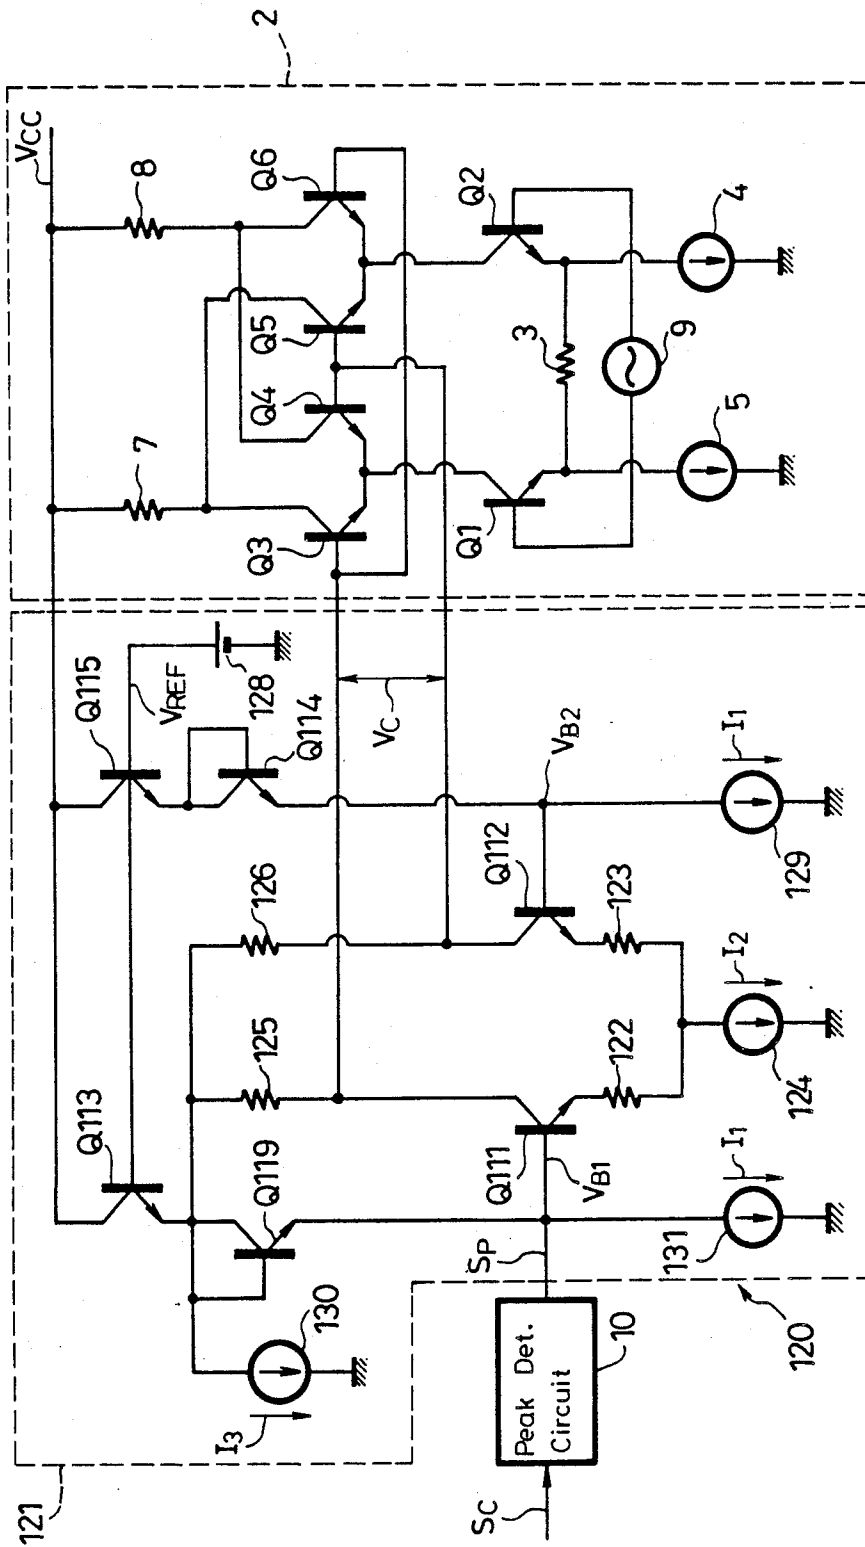 2
VCC
8
Q6
Q2
4
Q5
3
9
Q4
7
Q3
Q1
5
Q115
VREF
128
Q114
VC
VB2
I1
129
126
Q112
123
I2
124
125
122
Q113
Q119
Q111
VB1
I1
131
SP
130
I3
10
120
Peak Det.
Circuit
121
SC